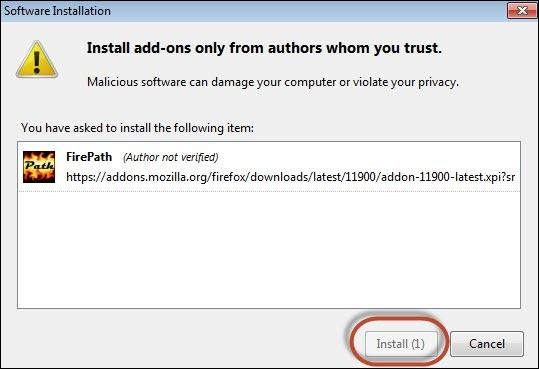 Software Installation
Install add-ons only from authors whom you trust.
Malicious software can damage your computer or violate your privacy.
You have asked to install the following item:
Path
FirePath (Author not verified)
https://addons.mozilla.org/firefox/downloads/latest/11900/addon-11900-latest.xpi?sr
Install (1)
Cancel